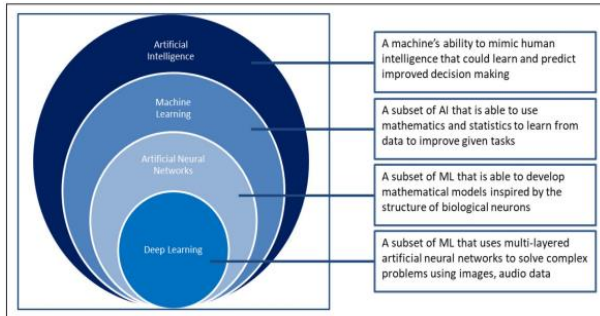 Artificial
Intelligence
Machine
Learning
Artificial Neural
Networks
Deep Learning
A machine's ability to mimic human
intelligence that could learn and predict
improved decision making
A subset of AI that is able to use
mathematics and statistics to learn from
data to improve given tasks
A subset of ML that is able to develop
mathematical models inspired by the
structure of biological neurons
A subset of ML that uses multi-layered
artificial neural networks to solve complex
problems using images, audio data